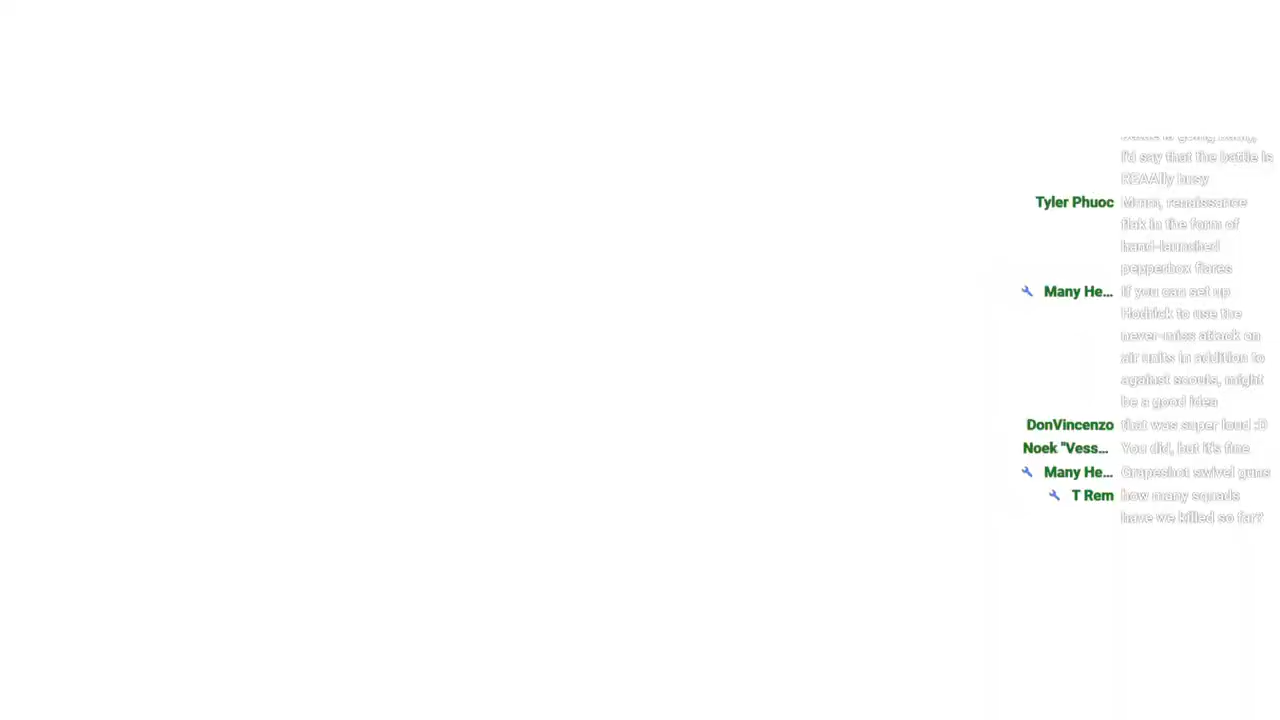 I'd say that the battle is
REAAlly busy
Tyler Phuoc Mmm, renaissance
flak in the form of
hand-launched
pepperbox flares
Many He... If you can set up
Hodrick to use the
never-miss attack on
air units in addition to
against scouts, might
be a good idea
DonVincenzo that was super loud :D
Noek "Vess... You did, but it's fine
Many He... Grapeshot swivel guns
T Rem how many squads
have we killed so far?